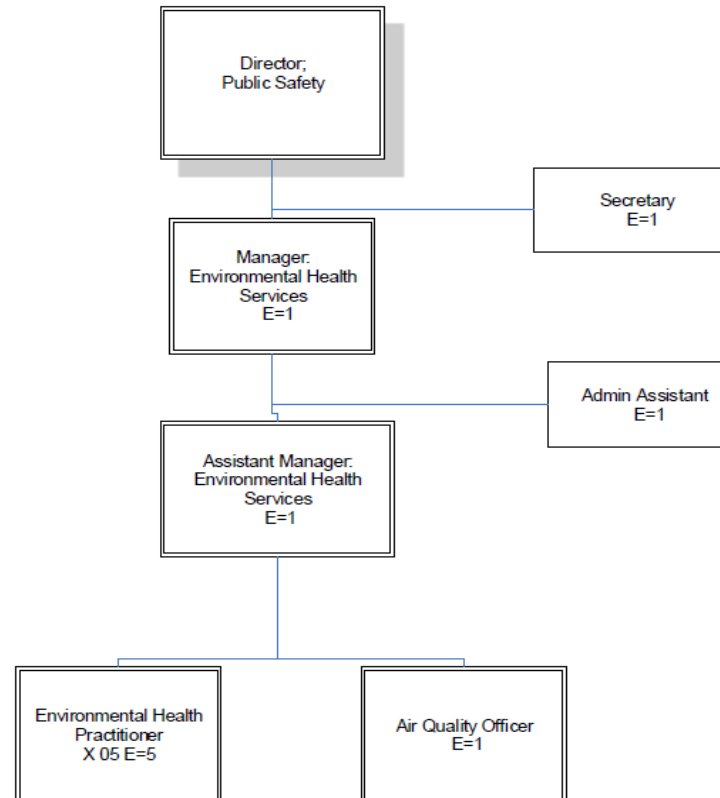 Director;
Public Safety
Secretary
E=1
Manager:
Environmental Health
Services
E=1
Admin Assistant
E=1
Assistant Manager:
Environmental Health
Services
E=1
Environmental Health
Practitioner
X 05 E=5
Air Quality Officer
E=1